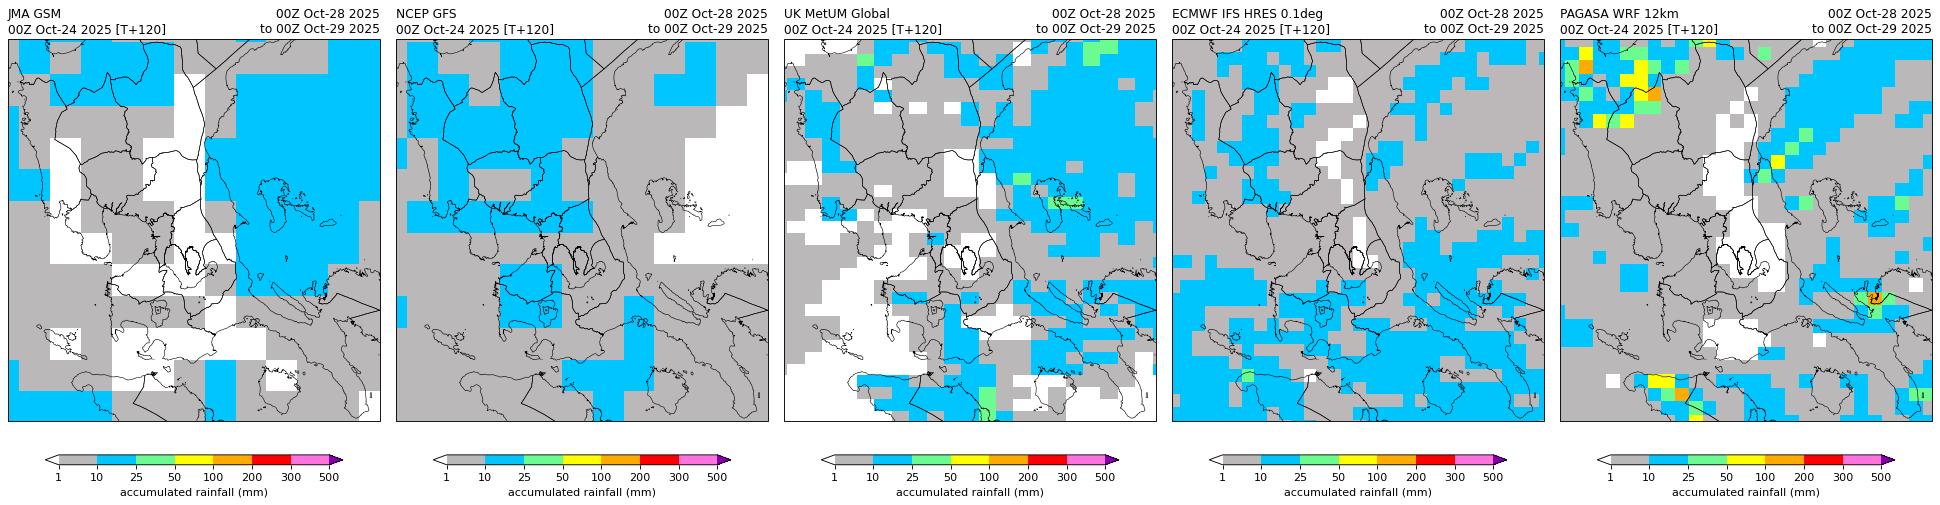 JMA GSM
00Z Oct-24 2025 [T+120]
00Z Oct-28 2025
to 00Z Oct-29 2025
NCEP GFS
00Z Oct-24 2025 [T+120]
00Z Oct-28 2025
to 00Z Oct-29 2025
UK MetUM Global
00Z Oct-24 2025 [T+120]
00Z Oct-28 2025
to 00Z Oct-29 2025
ECMWF IFS HRES 0.1deg
00Z Oct-24 2025 [T+120]
00Z Oct-28 2025
to 00Z Oct-29 2025
PAGASA WRF 12km
00Z Oct-24 2025 [T+120]
00Z Oct-28 2025
to 00Z Oct-29 2025
1 10 25 50 100 200 300 500
accumulated rainfall (mm)
1 10 25 50 100 200 300 500
accumulated rainfall (mm)
1 10 25 50 100 200 300 500
accumulated rainfall (mm)
1 10 25 50 100 200 300 500
accumulated rainfall (mm)
1 10 25 50 100 200 300 500
accumulated rainfall (mm)